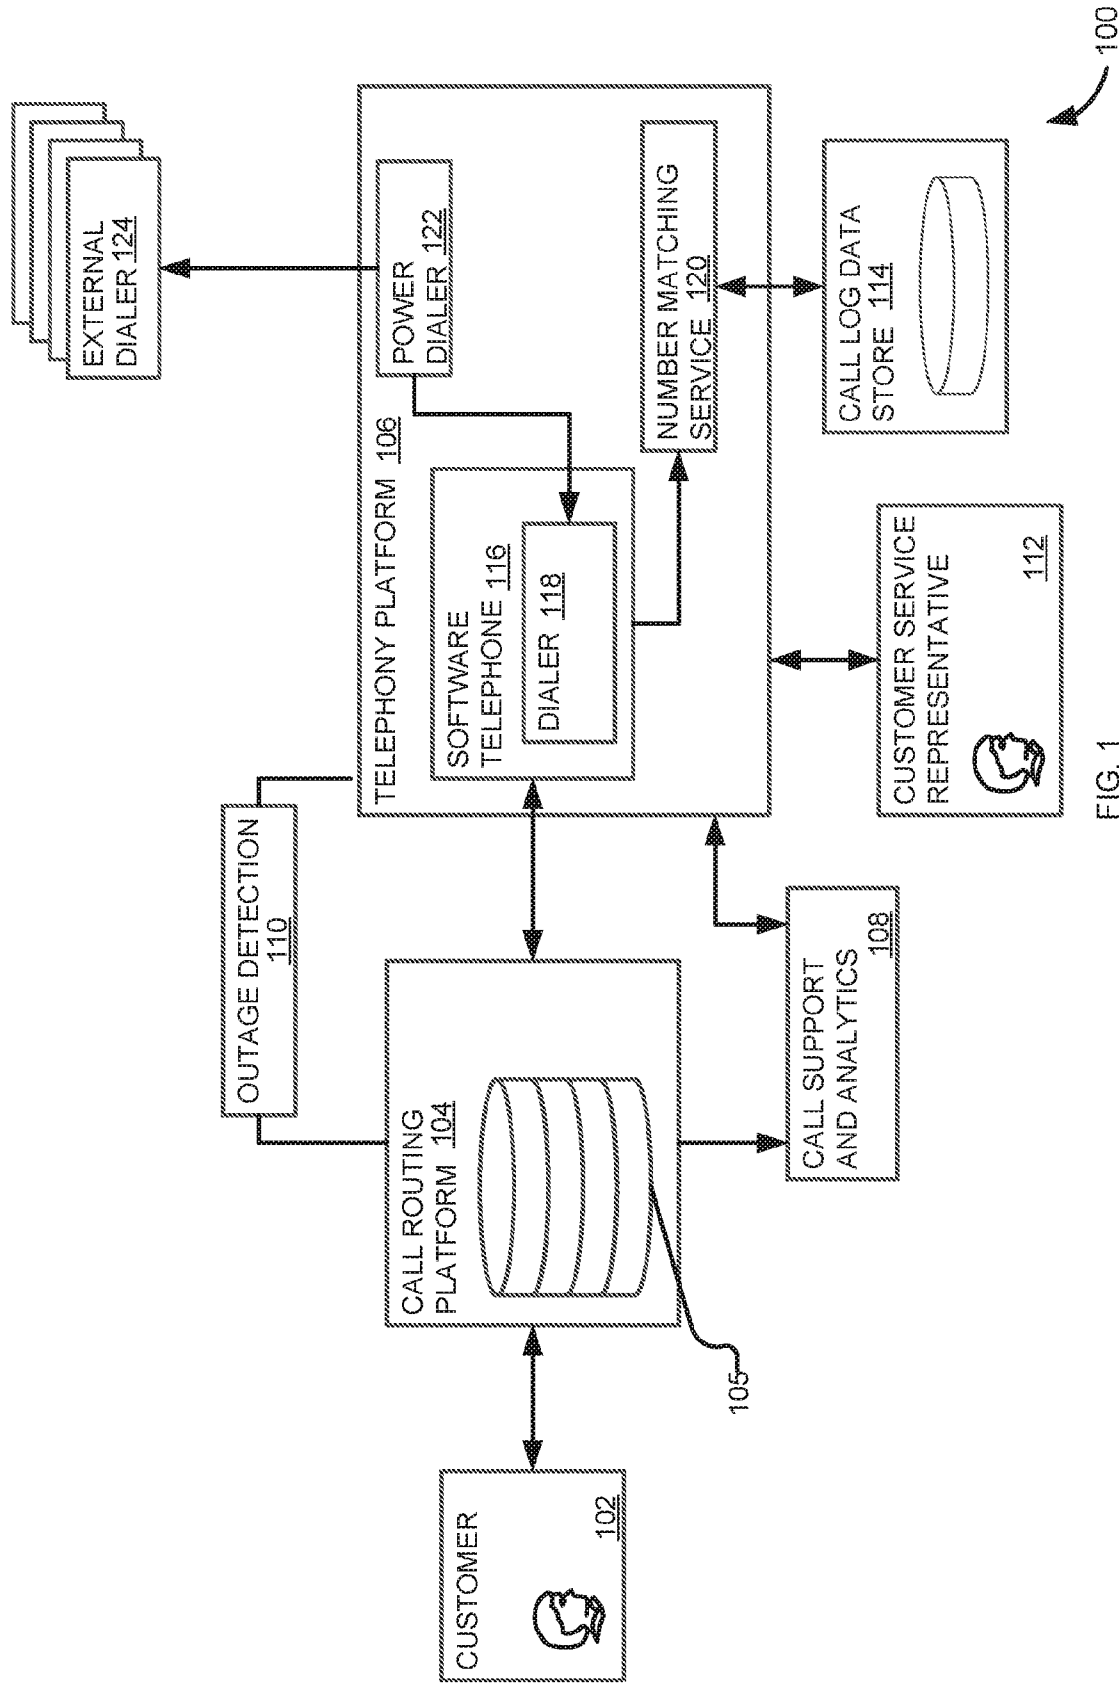 100
EXTERNAL
DIALER 124
TELEPHONY PLATFORM 106
POWER
DIALER 122
SOFTWARE
TELEPHONE 116
DIALER 118
NUMBER MATCHING
SERVICE 120
OUTAGE DETECTION
110
CALL ROUTING
PLATFORM 104
105
CUSTOMER
102
CALL SUPPORT
AND ANALYTICS
108
CUSTOMER SERVICE
REPRESENTATIVE
112
CALL LOG DATA
STORE 114
FIG. 1